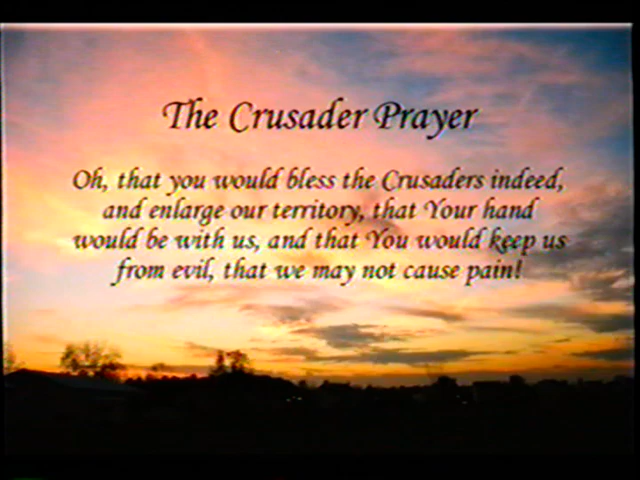 The Crusader Prayer
Oh, that you would bless the Crusaders indeed,
and enlarge our territory, that Your hand
would be with us, and that You would keep us
from evil, that we may not cause pain!